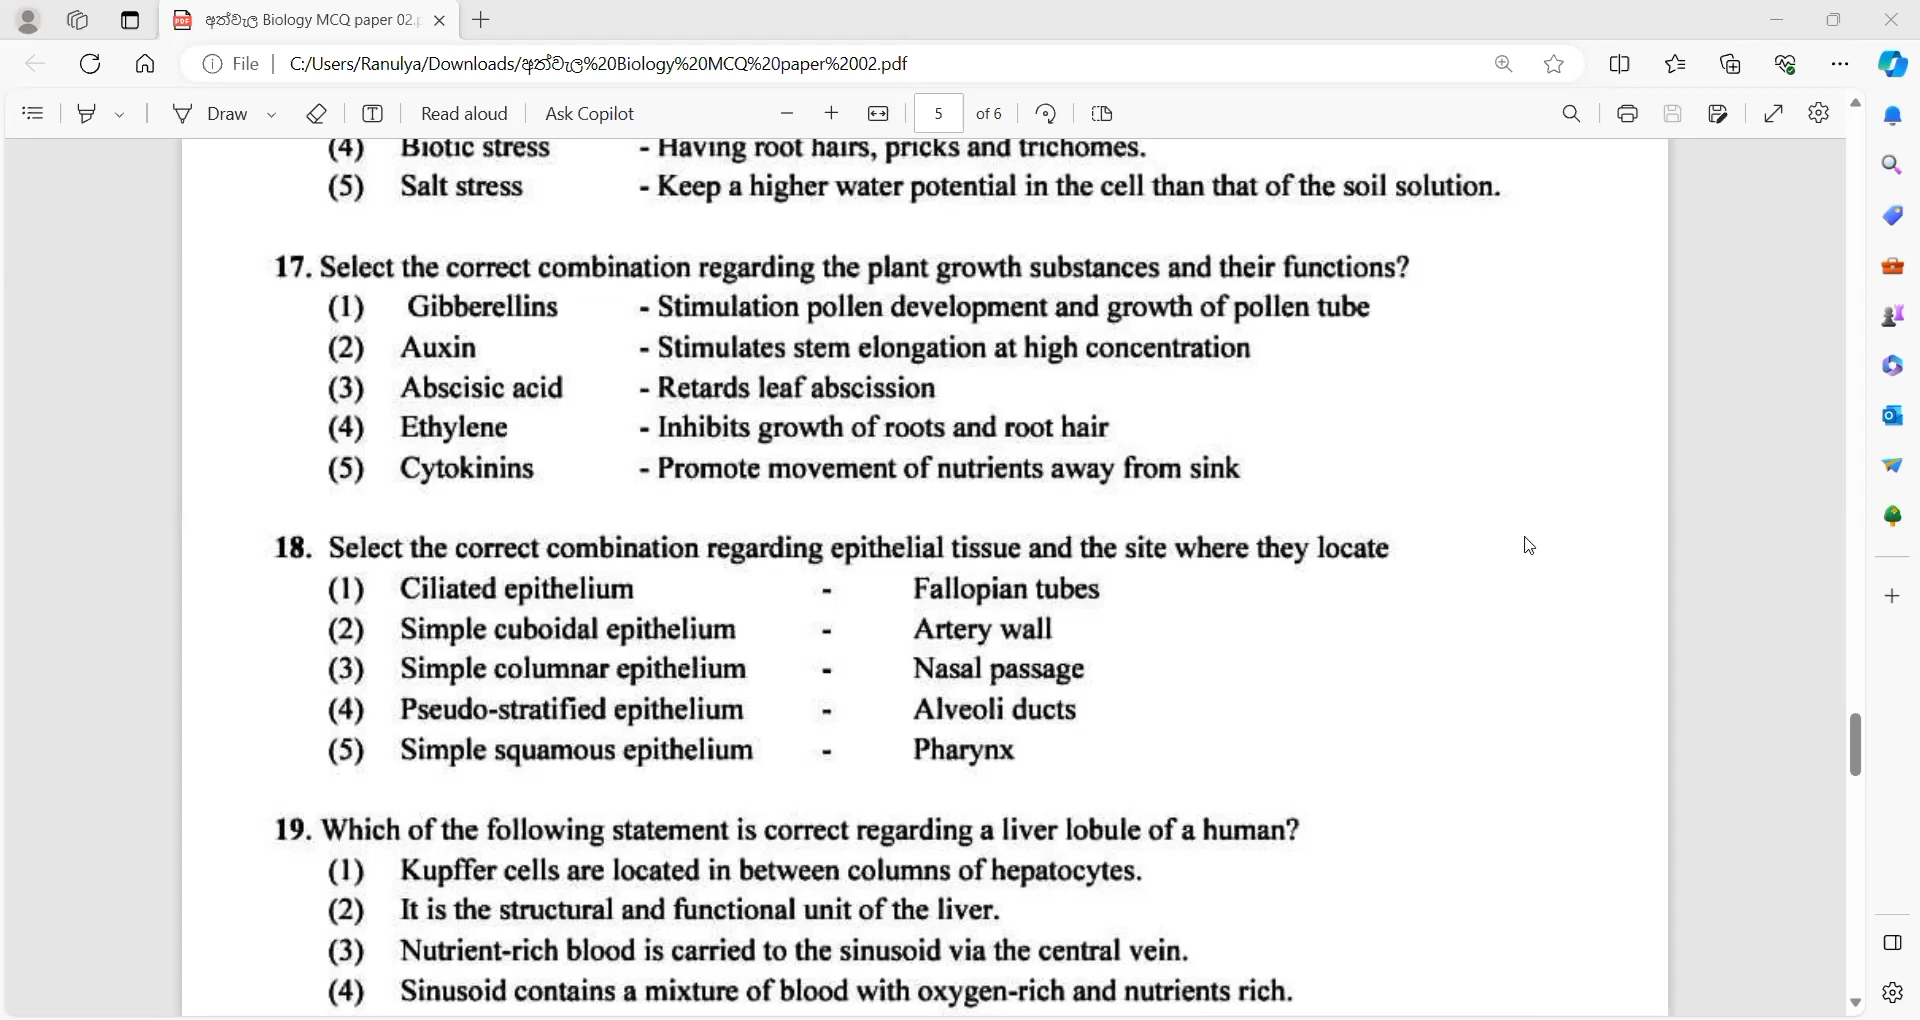 අත්වැල Biology MCQ paper 02.p
File C:/Users/Ranulya/Downloads/අත්වැල%20Biology%20MCQ%20paper%2002.pdf
Draw Read aloud Ask Copilot 5 of 6
(4) Biotic stress - Having root hairs, pricks and trichomes.
(5) Salt stress - Keep a higher water potential in the cell than that of the soil solution.
17. Select the correct combination regarding the plant growth substances and their functions?
(1) Gibberellins - Stimulation pollen development and growth of pollen tube
(2) Auxin - Stimulates stem elongation at high concentration
(3) Abscisic acid - Retards leaf abscission
(4) Ethylene - Inhibits growth of roots and root hair
(5) Cytokinins - Promote movement of nutrients away from sink
18. Select the correct combination regarding epithelial tissue and the site where they locate
(1) Ciliated epithelium - Fallopian tubes
(2) Simple cuboidal epithelium - Artery wall
(3) Simple columnar epithelium - Nasal passage
(4) Pseudo-stratified epithelium - Alveoli ducts
(5) Simple squamous epithelium - Pharynx
19. Which of the following statement is correct regarding a liver lobule of a human?
(1) Kupffer cells are located in between columns of hepatocytes.
(2) It is the structural and functional unit of the liver.
(3) Nutrient-rich blood is carried to the sinusoid via the central vein.
(4) Sinusoid contains a mixture of blood with oxygen-rich and nutrients rich.